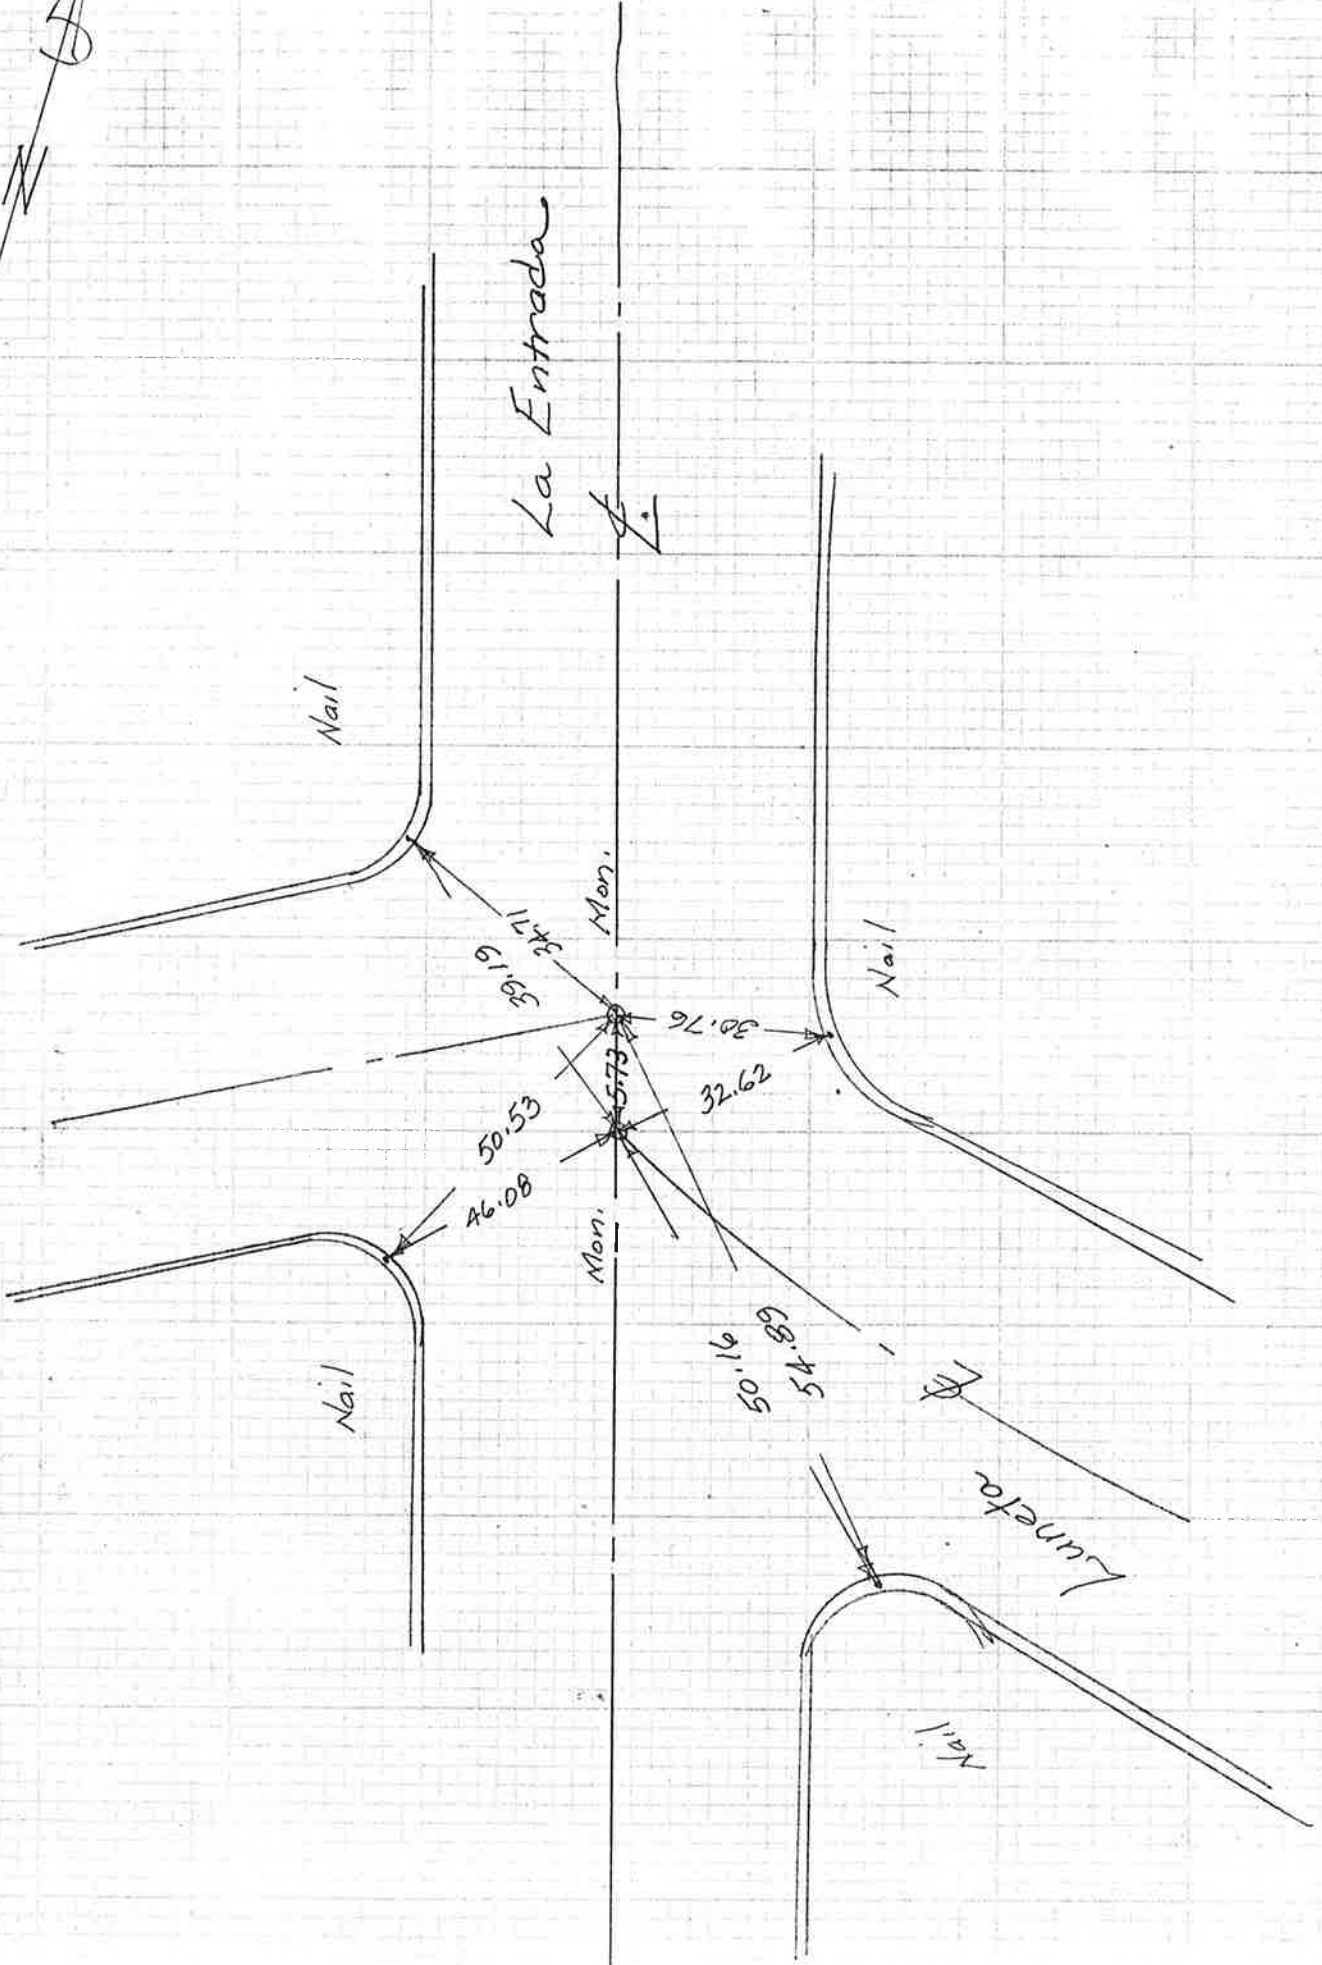 N
La Entrada
℄
Nail
Mon.
34.71
39.19
Nail
30.76
5.73
32.62
50.53
46.08
Mon.
Nail
50.16
54.89
℄
Luneta
Nail